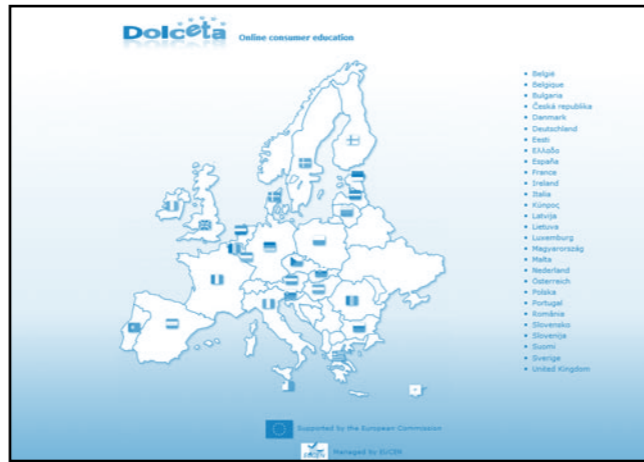 Dolceta Online consumer education
België
Belgique
Bulgaria
Česká republika
Danmark
Deutschland
Eesti
Ελλαδα
España
France
Ireland
Italia
Κύπρος
Latvija
Lietuva
Luxemburg
Magyarország
Malta
Nederland
Österreich
Polska
Portugal
România
Slovensko
Slovenija
Suomi
Sverige
United Kingdom
Supported by the European Commission
Managed by EUCEN